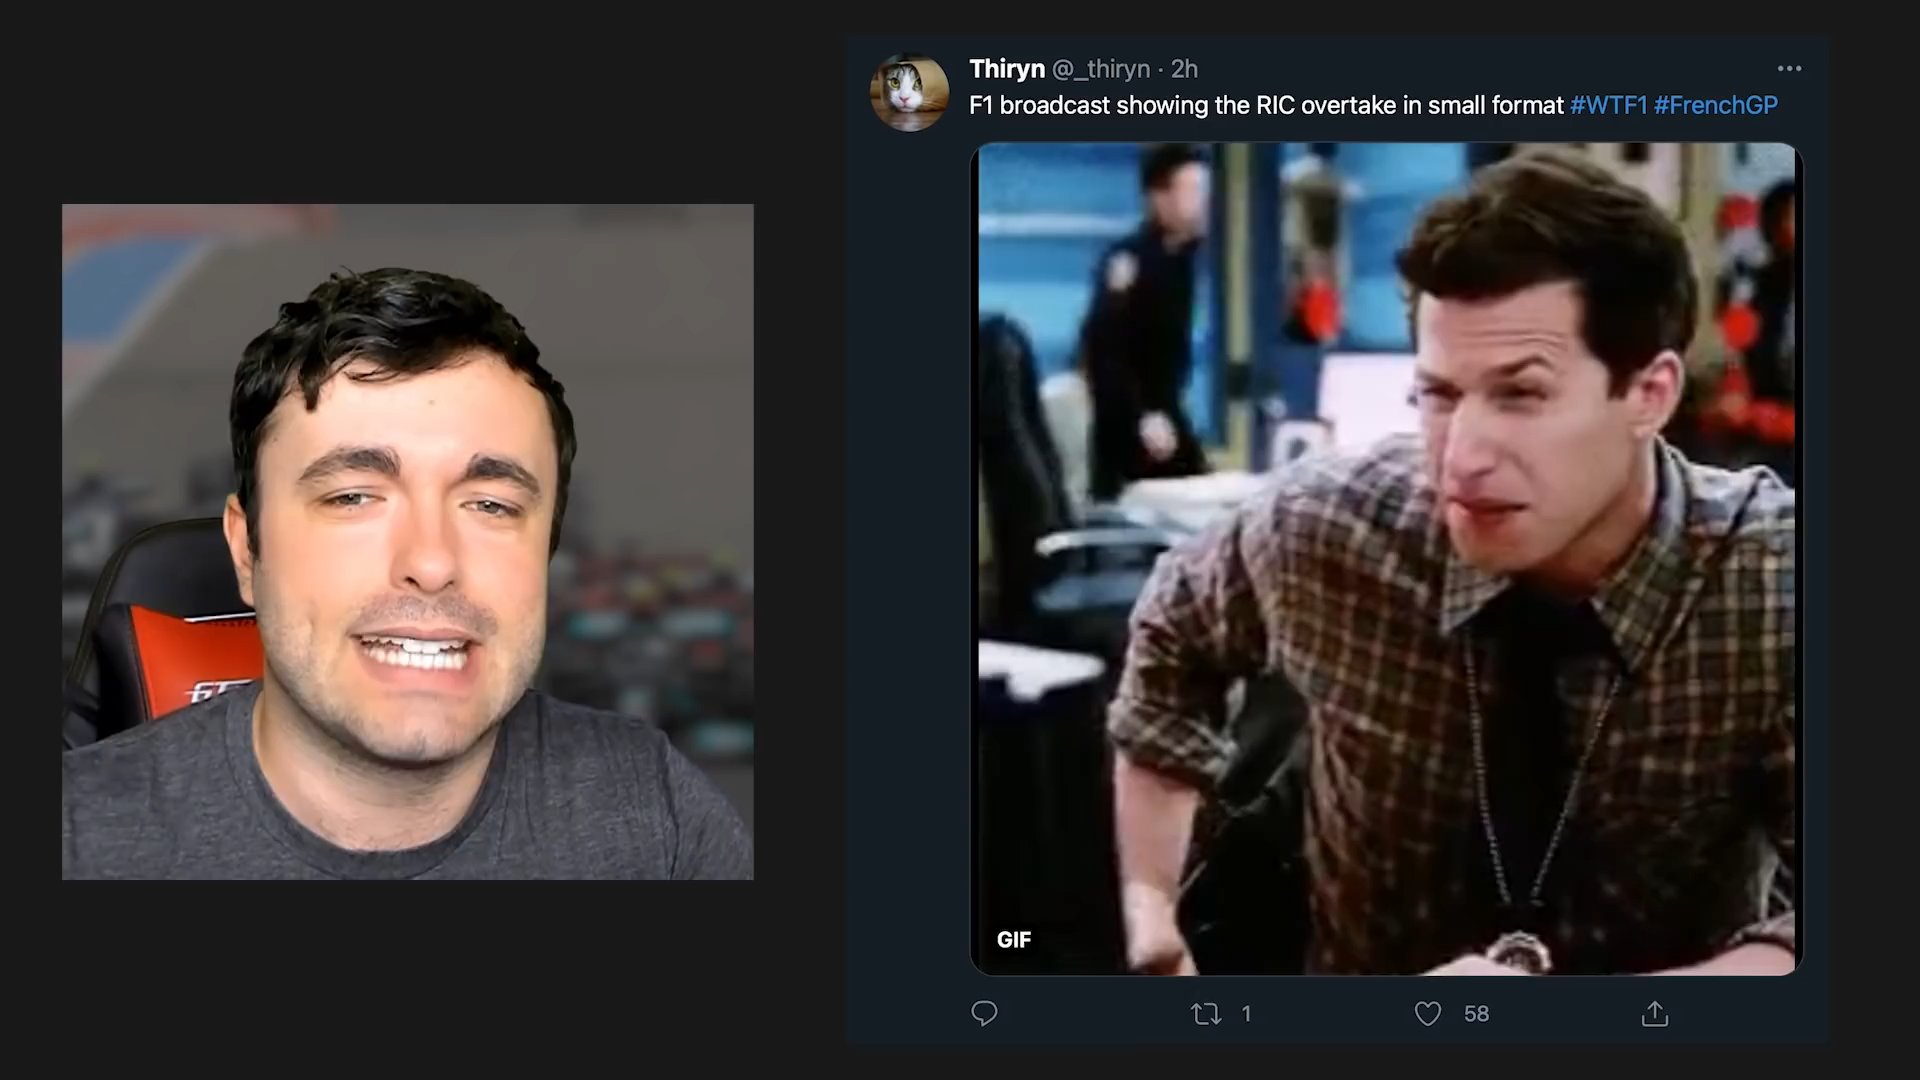 Thiryn @_thiryn · 2h
F1 broadcast showing the RIC overtake in small format #WTF1 #FrenchGP
GIF
1
58